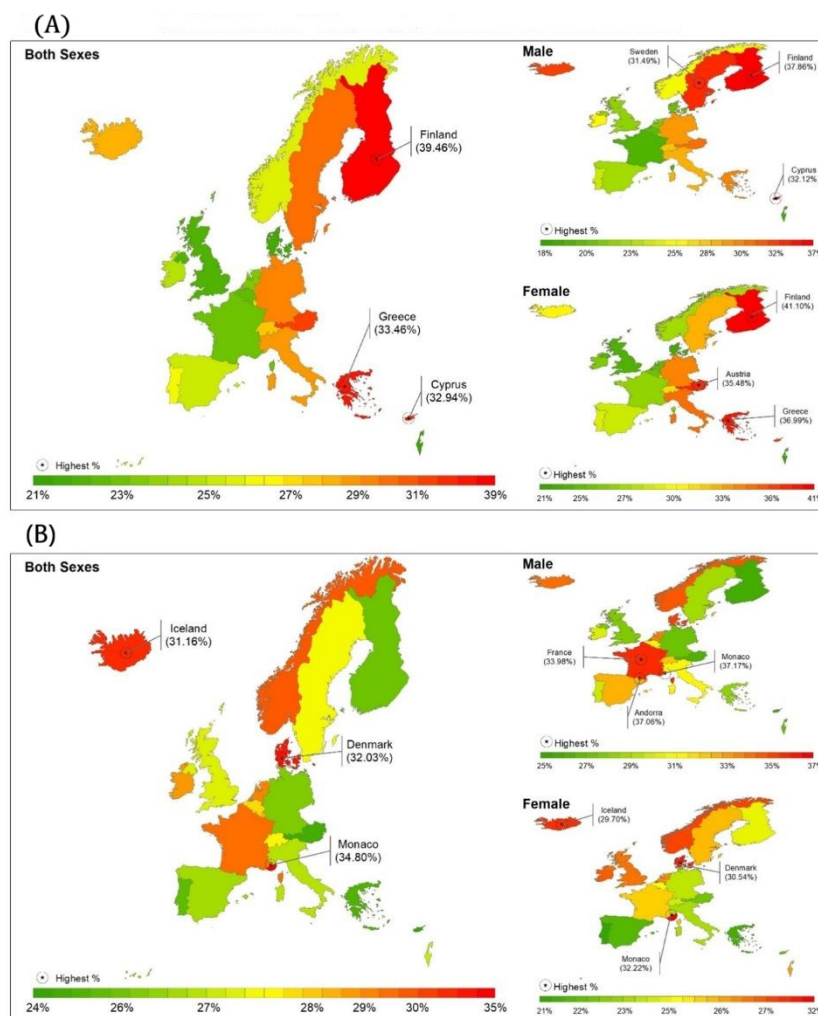 (A)
Both Sexes
Finland
(39.46%)
Greece
(33.46%)
Cyprus
(32.94%)
Highest %
21% 23% 25% 27% 29% 31% 39%
Male
Sweden
(31.49%)
Finland
(37.86%)
Cyprus
(32.12%)
Highest %
18% 20% 23% 25% 28% 30% 32% 37%
Female
Finland
(41.10%)
Austria
(35.48%)
Greece
(36.99%)
Highest %
21% 25% 27% 30% 33% 36% 41%
(B)
Both Sexes
Iceland
(31.16%)
Denmark
(32.03%)
Monaco
(34.80%)
Highest %
24% 26% 27% 28% 29% 30% 35%
Male
France
(33.98%)
Monaco
(37.17%)
Andorra
(37.06%)
Highest %
25% 27% 29% 31% 33% 35% 37%
Female
Iceland
(29.70%)
Denmark
(30.54%)
Monaco
(32.22%)
Highest %
21% 22% 23% 25% 26% 27% 32%